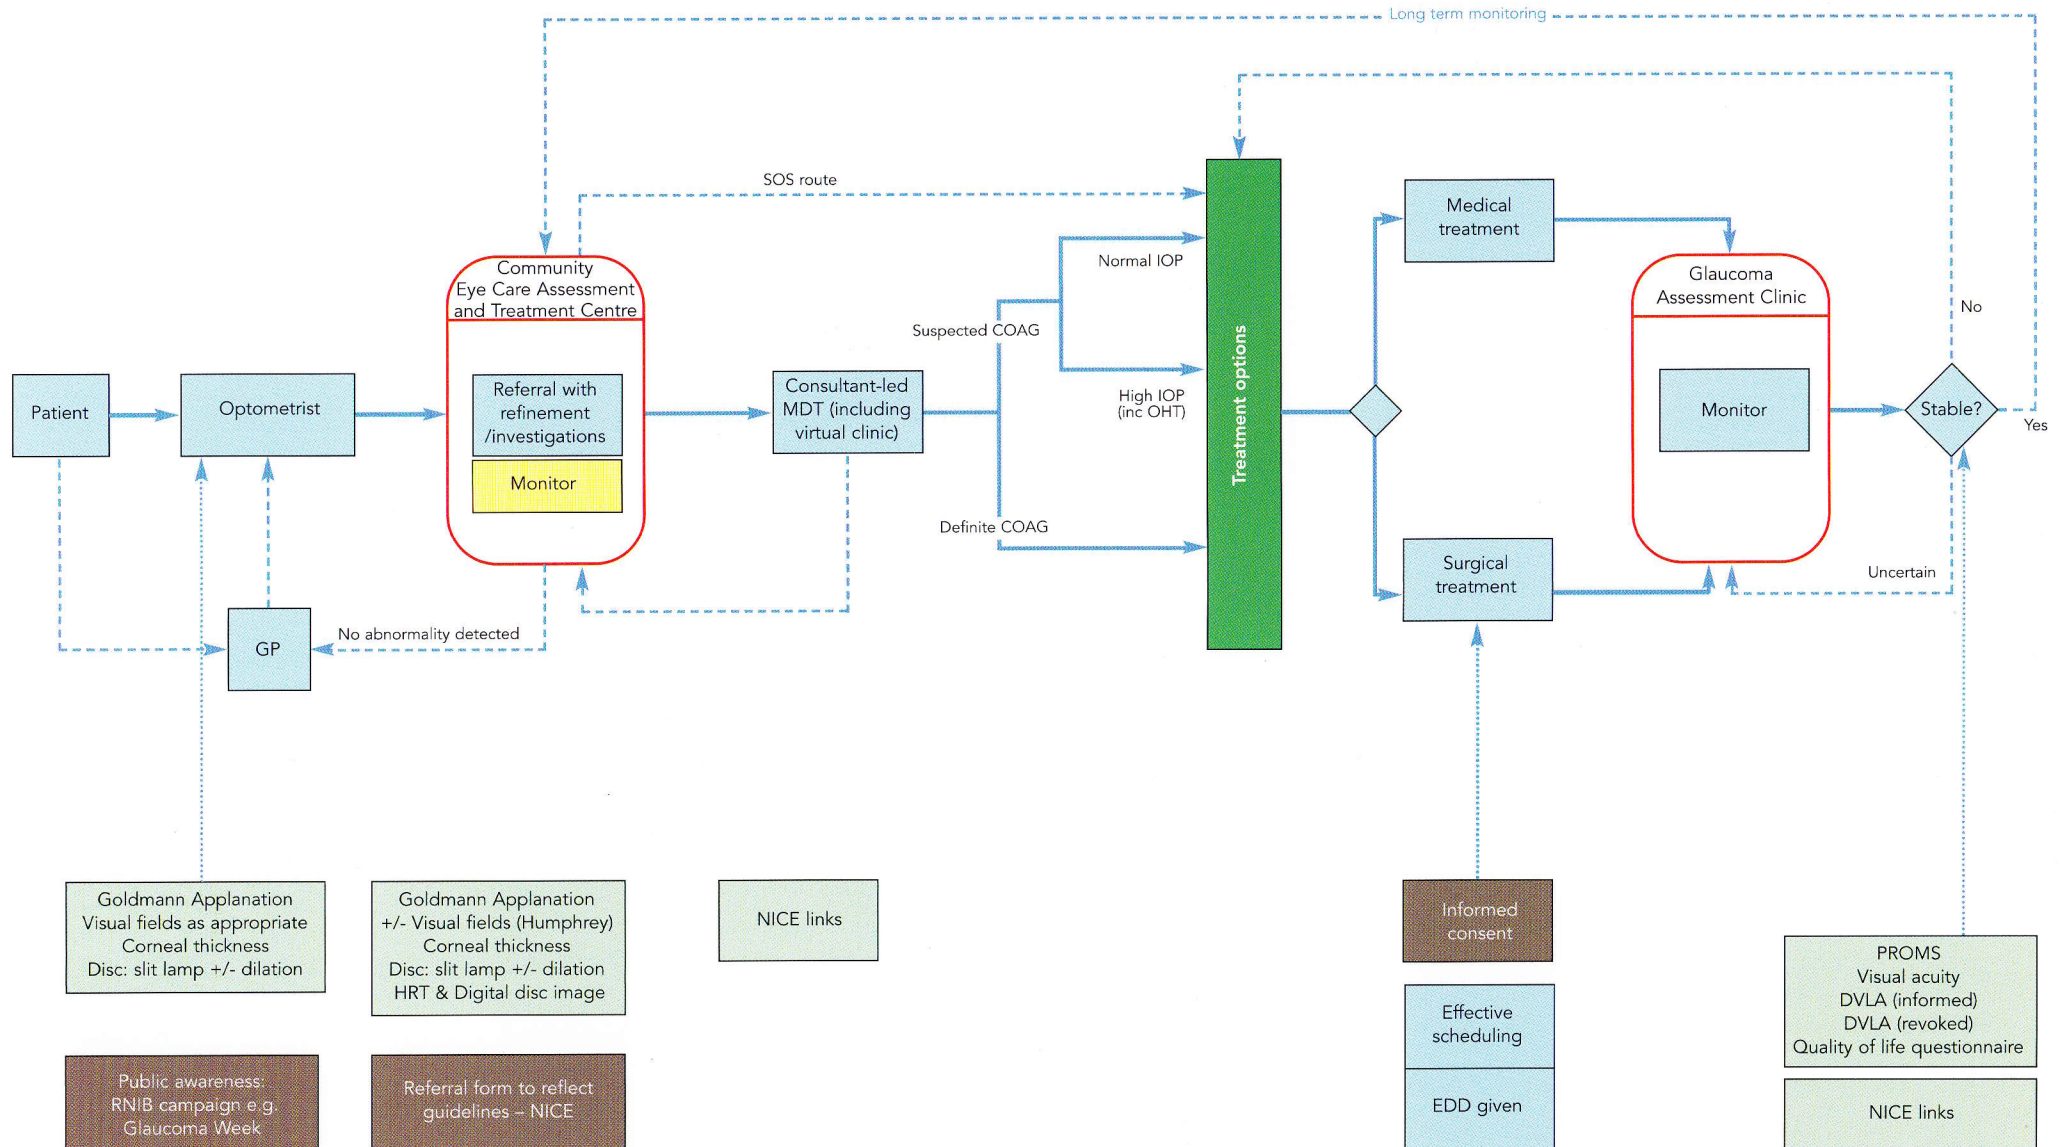 Long term monitoring
SOS route
Community
Eye Care Assessment
and Treatment Centre
Referral with
refinement
/investigations
Monitor
Patient
Optometrist
GP
No abnormality detected
Consultant-led
MDT (including
virtual clinic)
Suspected COAG
Normal IOP
High IOP
(inc OHT)
Definite COAG
Treatment options
Medical
treatment
Surgical
treatment
Glaucoma
Assessment Clinic
Monitor
Stable?
No
Yes
Uncertain
Goldmann Applanation
Visual fields as appropriate
Corneal thickness
Disc: slit lamp +/- dilation
Goldmann Applanation
+/- Visual fields (Humphrey)
Corneal thickness
Disc: slit lamp +/- dilation
HRT & Digital disc image
NICE links
Informed
consent
Effective
scheduling
EDD given
PROMS
Visual acuity
DVLA (informed)
DVLA (revoked)
Quality of life questionnaire
NICE links
Public awareness:
RNIB campaign e.g.
Glaucoma Week
Referral form to reflect
guidelines – NICE